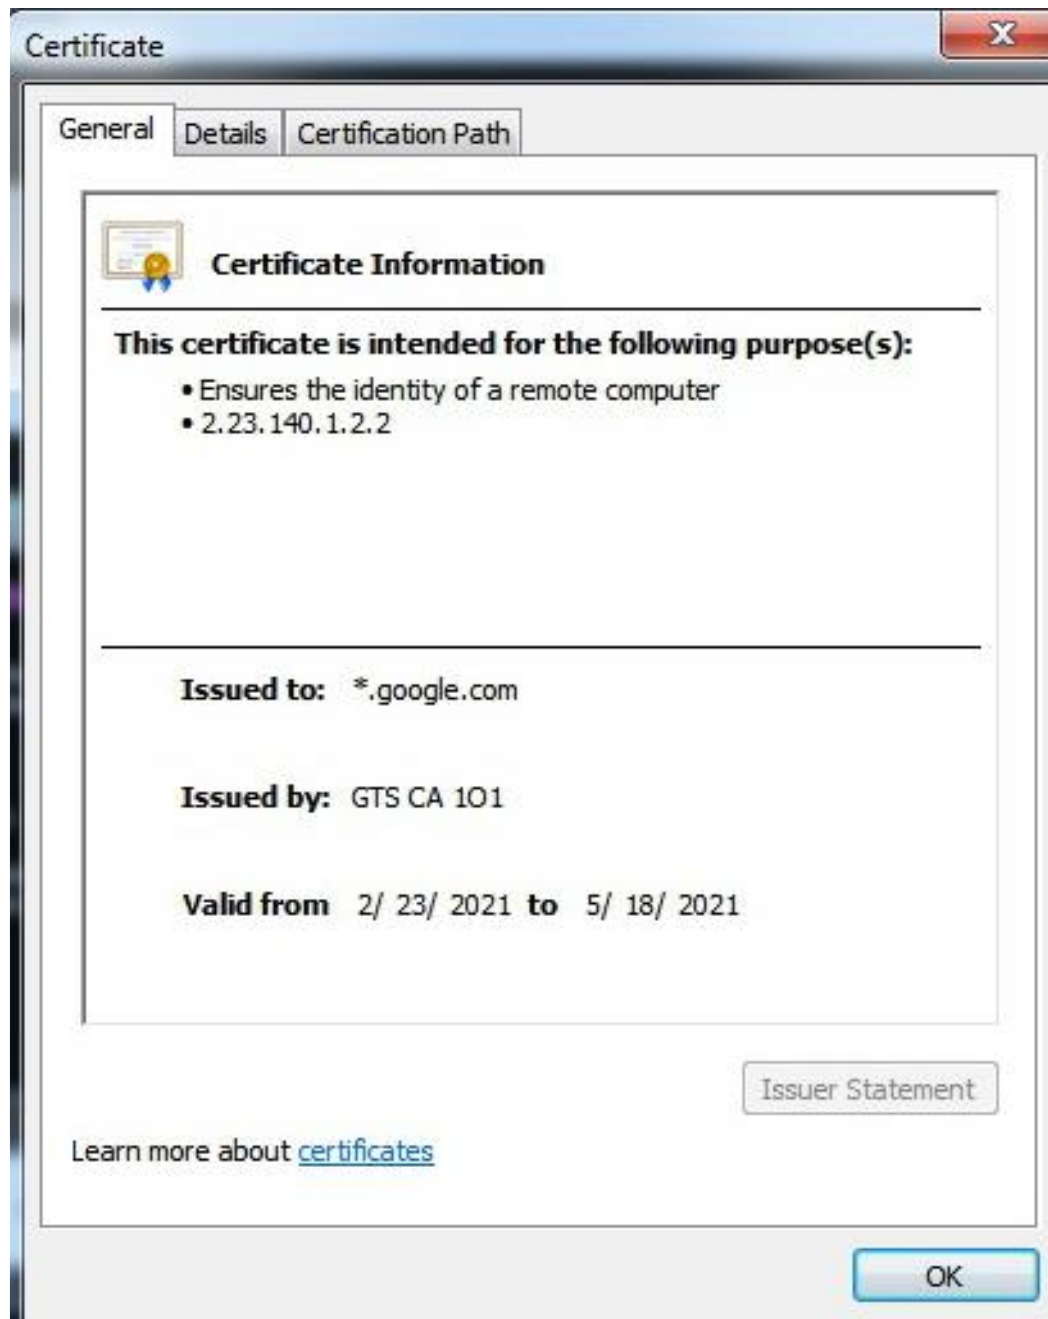 Certificate
X
General Details Certification Path
Certificate Information
This certificate is intended for the following purpose(s):
• Ensures the identity of a remote computer
• 2.23.140.1.2.2
Issued to: *.google.com
Issued by: GTS CA 1O1
Valid from 2/ 23/ 2021 to 5/ 18/ 2021
Issuer Statement
Learn more about certificates
OK